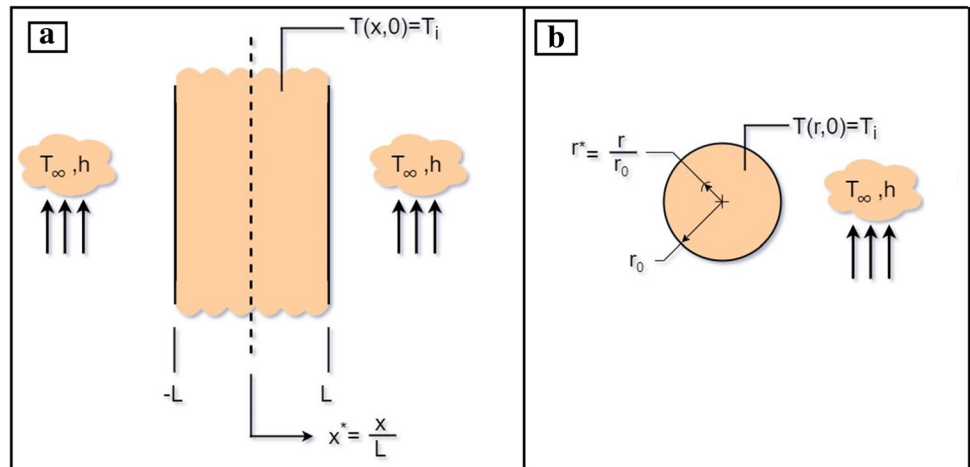 a
T(x,0)=Tᵢ
T∞,h
T∞,h
-L
L
x*= x/L
b
T(r,0)=Tᵢ
r*= r/r₀
T∞,h
r₀